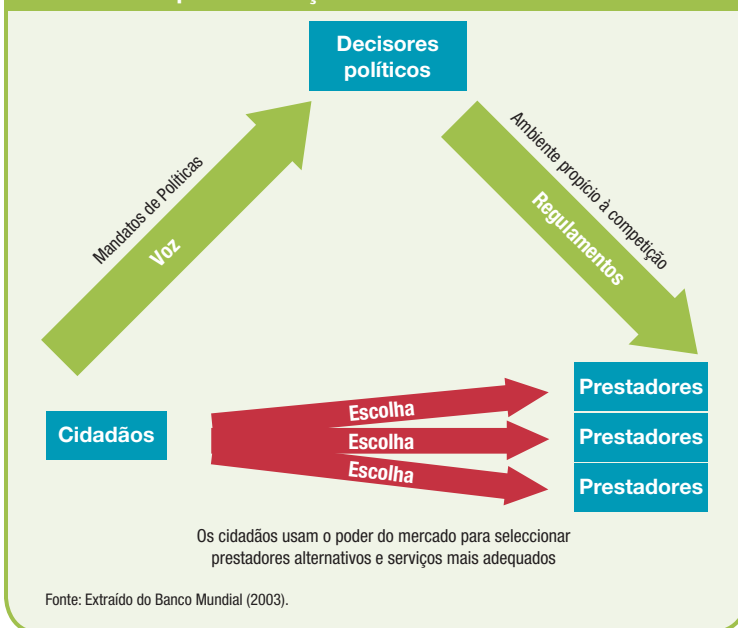 Decisores
políticos
Mandatos de Políticas
Voz
Ambiente propício à competição
Regulamentos
Cidadãos
Escolha
Escolha
Escolha
Prestadores
Prestadores
Prestadores
Os cidadãos usam o poder do mercado para seleccionar
prestadores alternativos e serviços mais adequados
Fonte: Extraído do Banco Mundial (2003).